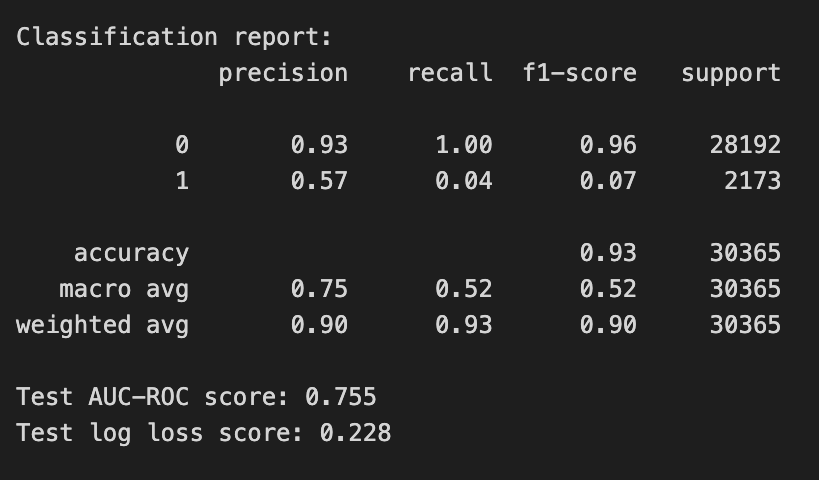 Classification report:
precision recall f1-score support
0 0.93 1.00 0.96 28192
1 0.57 0.04 0.07 2173
accuracy 0.93 30365
macro avg 0.75 0.52 0.52 30365
weighted avg 0.90 0.93 0.90 30365
Test AUC-ROC score: 0.755
Test log loss score: 0.228